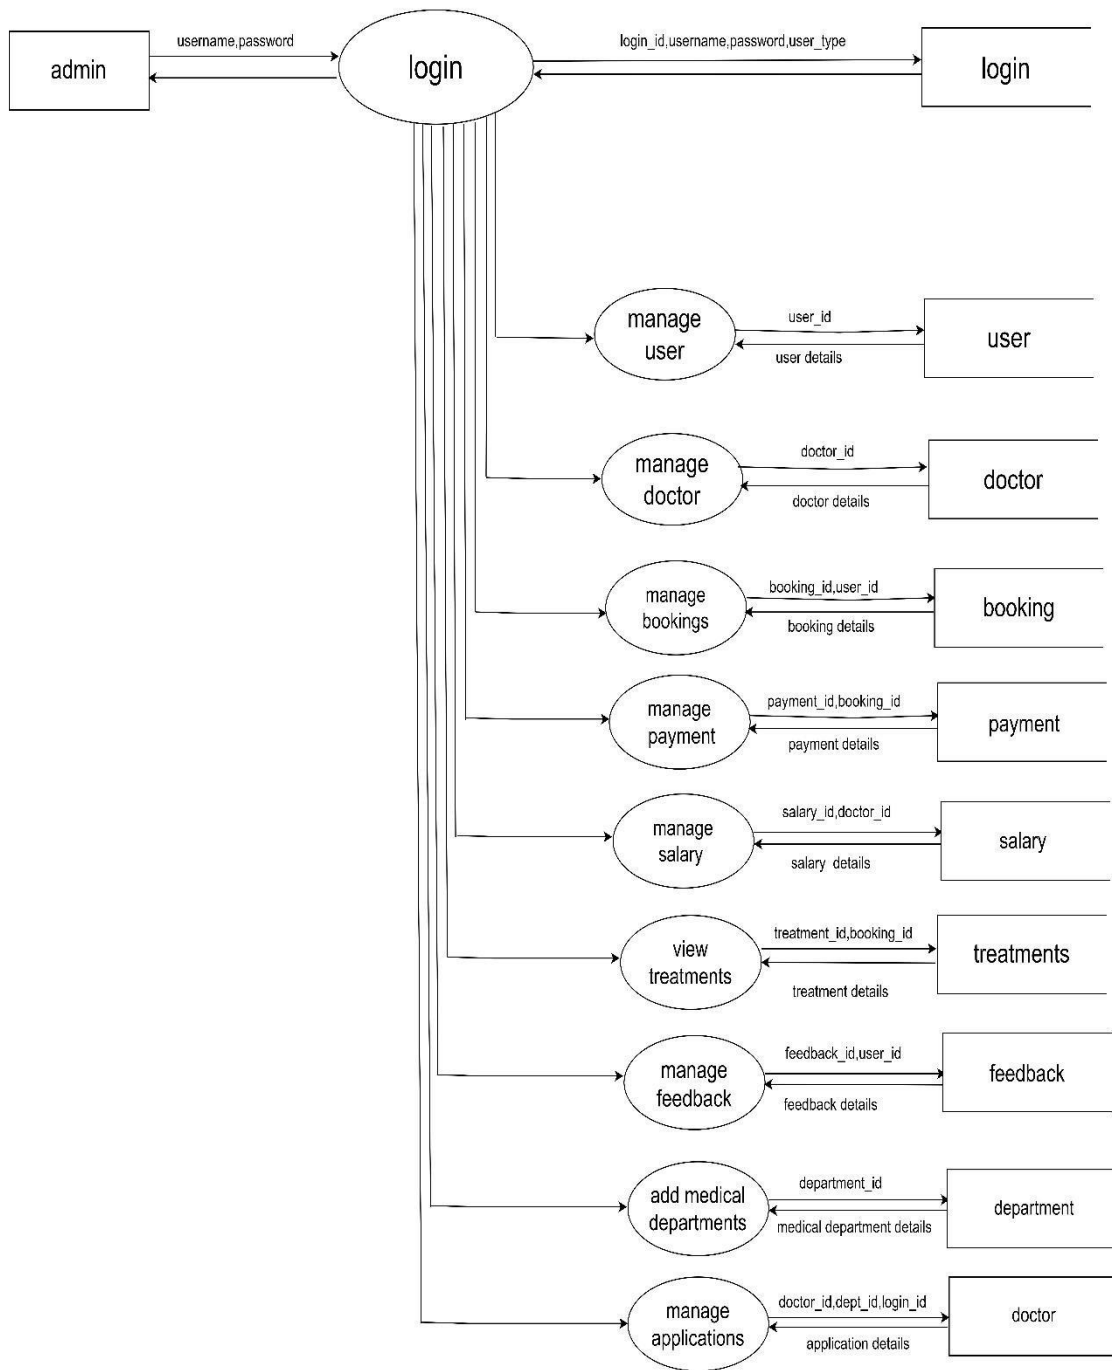 username,password
login_id,username,password,user_type
admin
login
login
manage
user
user_id
user details
user
manage
doctor
doctor_id
doctor details
doctor
manage
bookings
booking_id,user_id
booking details
booking
manage
payment
payment_id,booking_id
payment details
payment
manage
salary
salary_id,doctor_id
salary details
salary
view
treatments
treatment_id,booking_id
treatment details
treatments
manage
feedback
feedback_id,user_id
feedback details
feedback
add medical
departments
department_id
medical department details
department
manage
applications
doctor_id,dept_id,login_id
application details
doctor